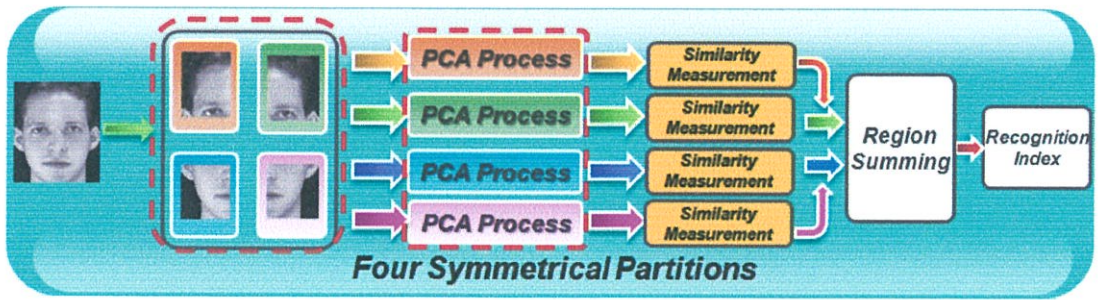 PCA Process
Similarity
Measurement
PCA Process
Similarity
Measurement
PCA Process
Similarity
Measurement
PCA Process
Similarity
Measurement
Region
Summing
Recognition
Index
Four Symmetrical Partitions